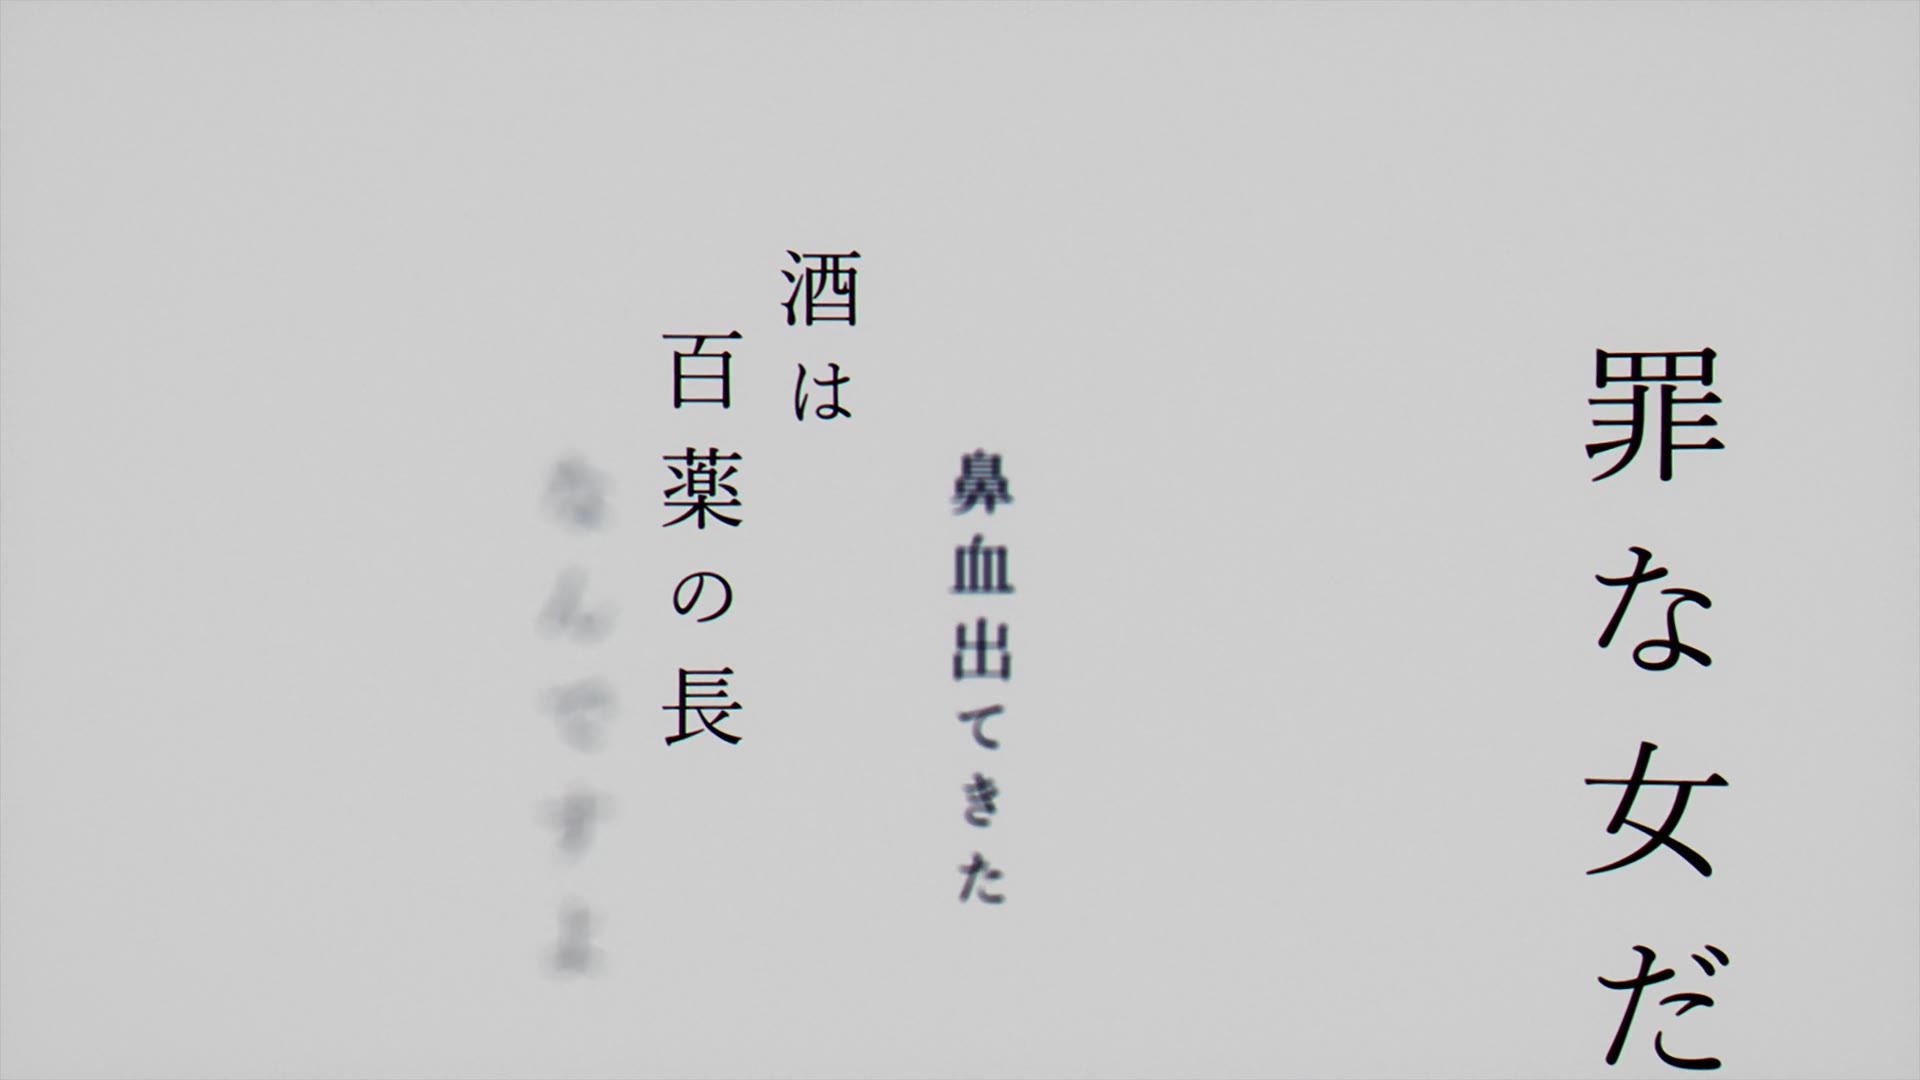 罪な女だ
鼻血出てきた
酒は
百薬の長
なんですよ